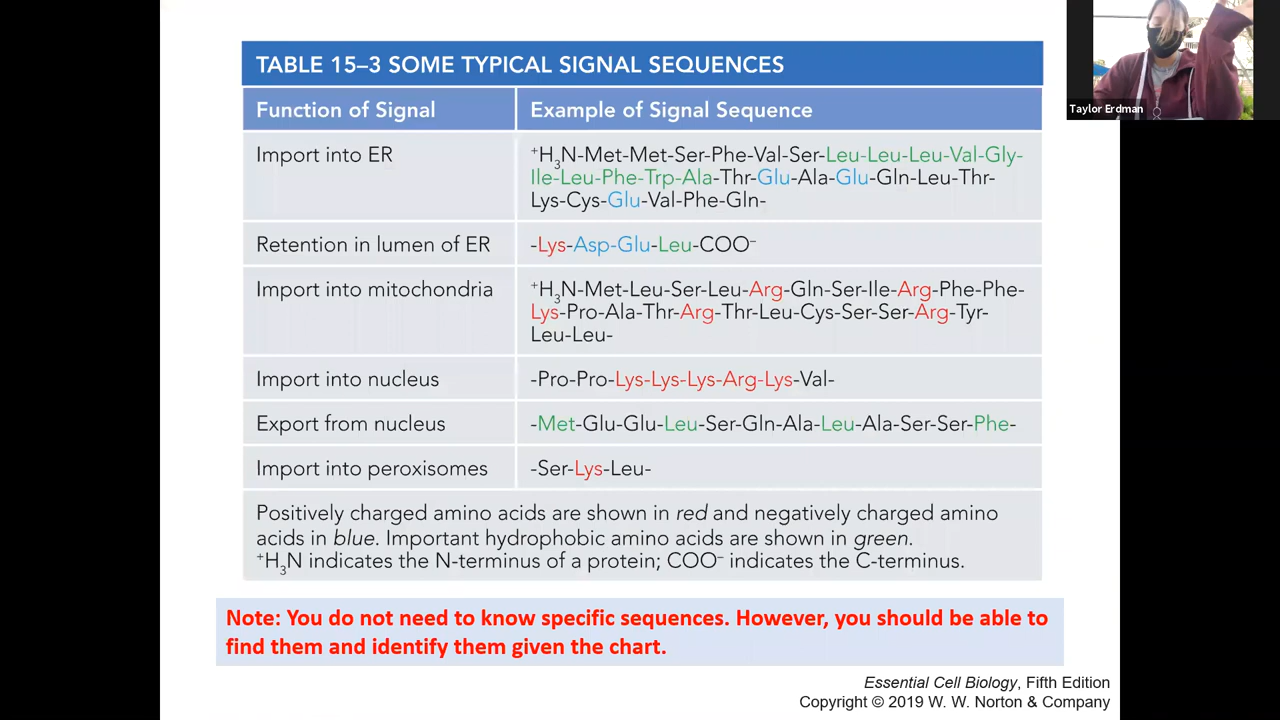 TABLE 15–3 SOME TYPICAL SIGNAL SEQUENCES
Function of Signal
Example of Signal Sequence
Import into ER
⁺H₃N-Met-Met-Ser-Phe-Val-Ser-Leu-Leu-Leu-Val-Gly-
Ile-Leu-Phe-Trp-Ala-Thr-Glu-Ala-Glu-Gln-Leu-Thr-
Lys-Cys-Glu-Val-Phe-Gln-
Retention in lumen of ER
-Lys-Asp-Glu-Leu-COO⁻
Import into mitochondria
⁺H₃N-Met-Leu-Ser-Leu-Arg-Gln-Ser-Ile-Arg-Phe-Phe-
Lys-Pro-Ala-Thr-Arg-Thr-Leu-Cys-Ser-Ser-Arg-Tyr-
Leu-Leu-
Import into nucleus
-Pro-Pro-Lys-Lys-Lys-Arg-Lys-Val-
Export from nucleus
-Met-Glu-Glu-Leu-Ser-Gln-Ala-Leu-Ala-Ser-Ser-Phe-
Import into peroxisomes
-Ser-Lys-Leu-
Positively charged amino acids are shown in red and negatively charged amino
acids in blue. Important hydrophobic amino acids are shown in green.
⁺H₃N indicates the N-terminus of a protein; COO⁻ indicates the C-terminus.
Note: You do not need to know specific sequences. However, you should be able to
find them and identify them given the chart.
Essential Cell Biology, Fifth Edition
Copyright © 2019 W. W. Norton & Company
Taylor Erdman